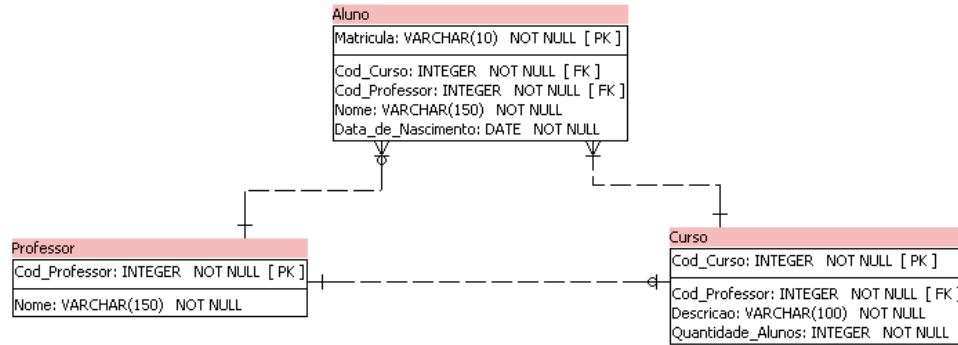 Aluno
Matricula: VARCHAR(10) NOT NULL [ PK ]
Cod_Curso: INTEGER NOT NULL [ FK ]
Cod_Professor: INTEGER NOT NULL [ FK ]
Nome: VARCHAR(150) NOT NULL
Data_de_Nascimento: DATE NOT NULL
Professor
Cod_Professor: INTEGER NOT NULL [ PK ]
Nome: VARCHAR(150) NOT NULL
Curso
Cod_Curso: INTEGER NOT NULL [ PK ]
Cod_Professor: INTEGER NOT NULL [ FK ]
Descricao: VARCHAR(100) NOT NULL
Quantidade_Alunos: INTEGER NOT NULL